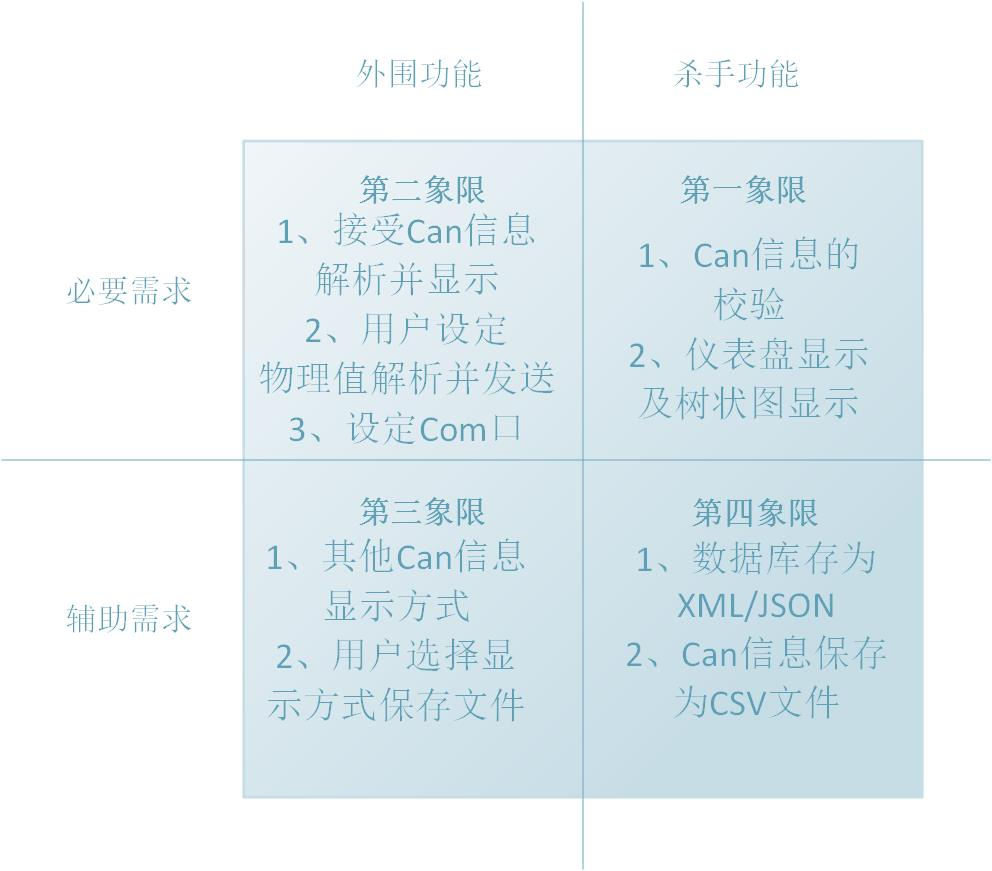 外围功能
杀手功能
必要需求
第二象限
1、接受Can信息
解析并显示
2、用户设定
物理值解析并发送
3、设定Com口
第一象限
1、Can信息的
校验
2、仪表盘显示
及树状图显示
辅助需求
第三象限
1、其他Can信息
显示方式
2、用户选择显
示方式保存文件
第四象限
1、数据库存为
XML/JSON
2、Can信息保存
为CSV文件